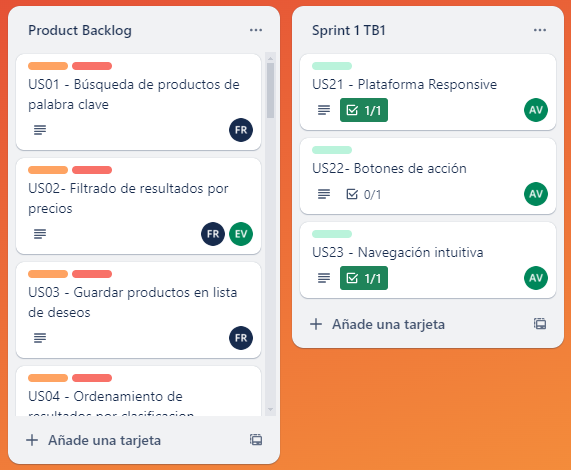 Product Backlog
US01 - Búsqueda de productos de
palabra clave
FR
US02- Filtrado de resultados por
precios
FR EV
US03 - Guardar productos en lista
de deseos
FR
US04 - Ordenamiento de
resultados por clasificacion
Añade una tarjeta
Sprint 1 TB1
US21 - Plataforma Responsive
1/1 AV
US22- Botones de acción
0/1 AV
US23 - Navegación intuitiva
1/1 AV
Añade una tarjeta